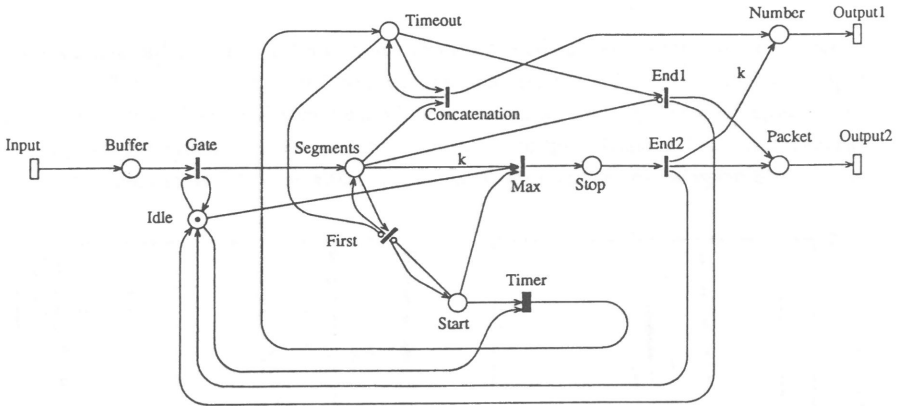 Timeout
Number
Output1
k
End1
Concatenation
Input
Buffer
Gate
Segments
k
End2
Packet
Output2
Max
Stop
Idle
First
Timer
Start